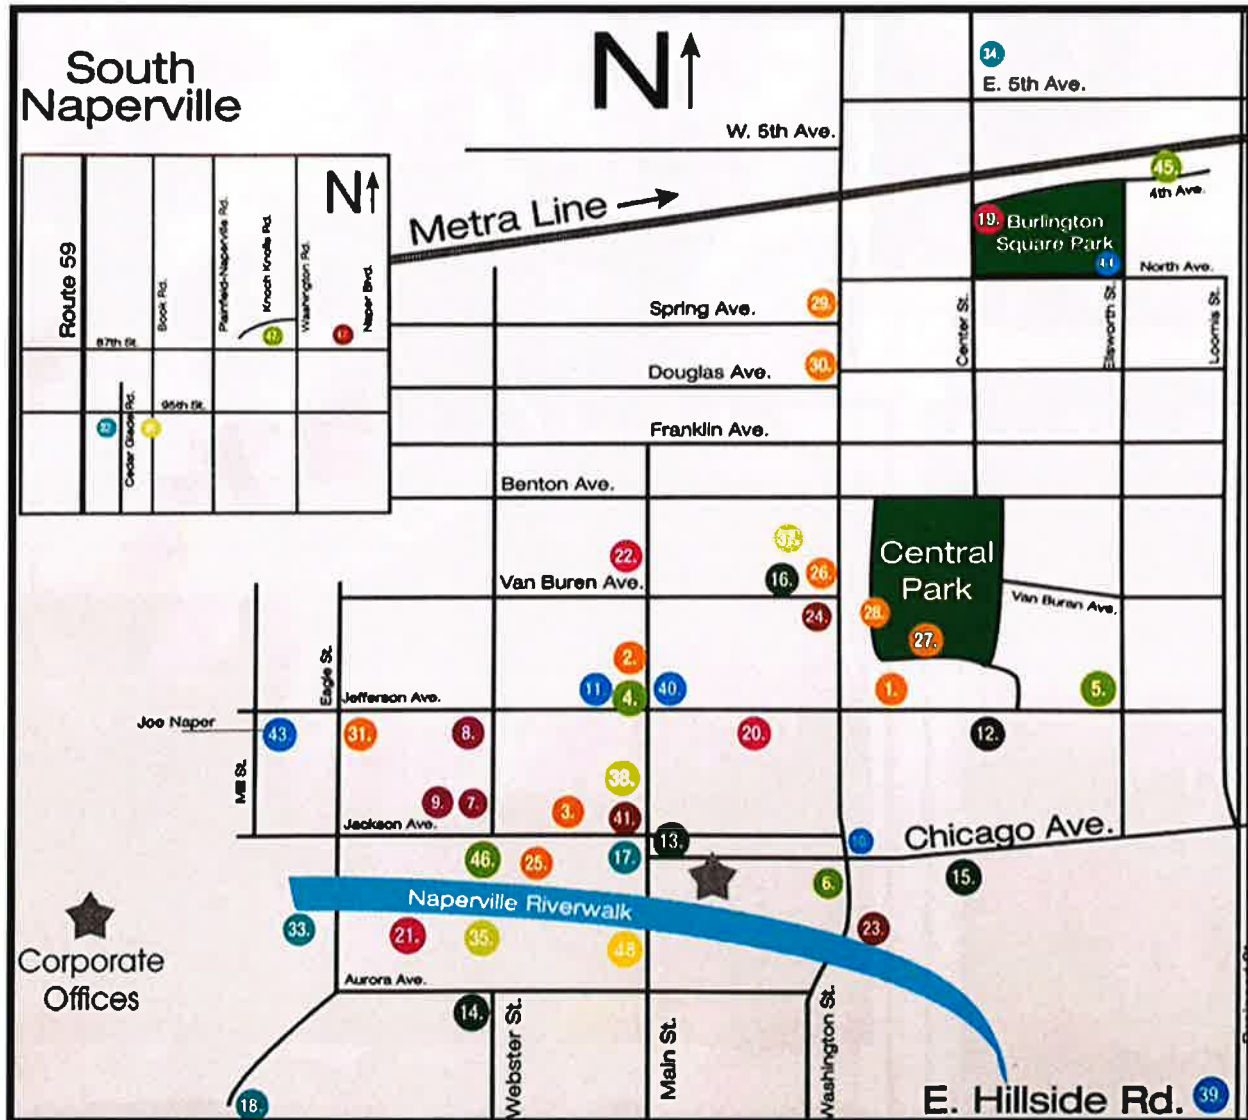 South
Naperville
N
34.
E. 5th Ave.
W. 5th Ave.
Metra Line
45.
4th Ave.
19.
Burlington
Square Park
44.
North Ave.
N
Route 59
Book Rd.
Plainfield-Naperville Rd.
Knoch Knolls Rd.
Washington Rd.
Naper Blvd.
87th St.
95th St.
Cedar Glade Rd.
Center St.
Ellsworth St.
Loomis St.
Spring Ave.
29.
Douglas Ave.
30.
Franklin Ave.
Benton Ave.
37.
22.
Van Buren Ave.
16.
26.
24.
Central
Park
Van Buren Ave.
28.
27.
2.
11.
4.
40.
1.
5.
Eagle St.
Jefferson Ave.
Joe Naper
43.
31.
8.
20.
12.
Mill St.
38.
9.
7.
3.
41.
Jackson Ave.
13.
10.
Chicago Ave.
46.
25.
17.
6.
15.
Naperville Riverwalk
33.
21.
35.
48
23.
Corporate
Offices
Aurora Ave.
14.
Webster St.
Main St.
Washington St.
18.
E. Hillside Rd.
39.